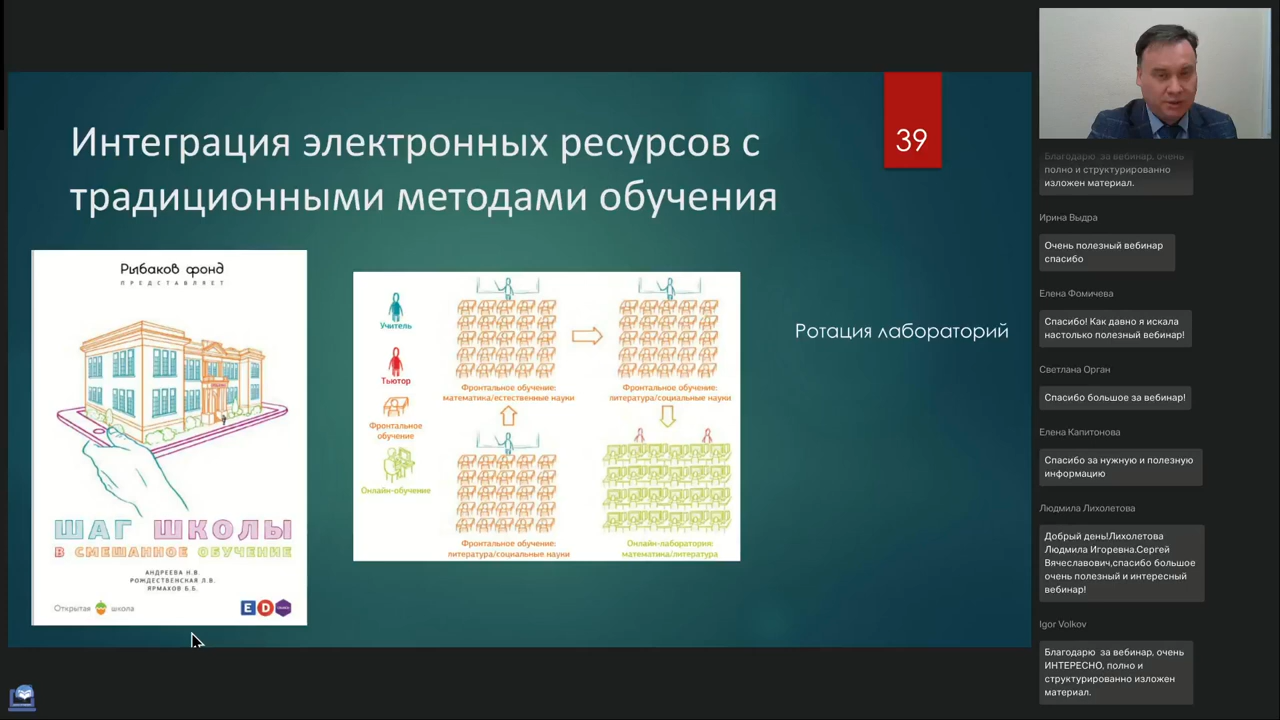 Интеграция электронных ресурсов с
традиционными методами обучения
39
Рыбаков фонд
ПРЕДСТАВЛЯЕТ
ШАГ ШКОЛЫ
В СМЕШАННОЕ ОБУЧЕНИЕ
АНДРЕЕВА Н.В.
РОЖДЕСТВЕНСКАЯ Л.В.
ЯРМАХОВ Б.Б.
Открытая школа
ED
Учитель
Тьютор
Фронтальное
обучение
Онлайн-обучение
Фронтальное обучение:
математика/естественные науки
Фронтальное обучение:
литература/социальные науки
Фронтальное обучение:
литература/социальные науки
Онлайн-лаборатория:
математика/литература
Ротация лабораторий
Благодарю за вебинар, очень
полно и структурированно
изложен материал.
Ирина Выдра
Очень полезный вебинар
спасибо
Елена Фомичева
Спасибо! Как давно я искала
настолько полезный вебинар!
Светлана Орган
Спасибо большое за вебинар!
Елена Капитонова
Спасибо за нужную и полезную
информацию
Людмила Лихолетова
Добрый день!Лихолетова
Людмила Игоревна.Сергей
Вячеславович,спасибо большое
очень полезный и интересный
вебинар!
Igor Volkov
Благодарю за вебинар, очень
ИНТЕРЕСНО, полно и
структурированно изложен
материал.